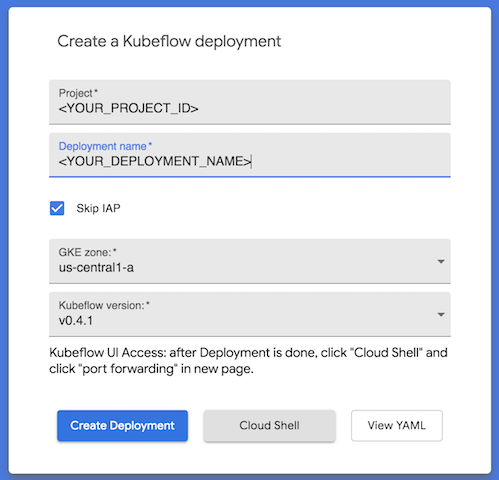 Create a Kubeflow deployment
Project*
<YOUR_PROJECT_ID>
Deployment name*
<YOUR_DEPLOYMENT_NAME>
Skip IAP
GKE zone:*
us-central1-a
Kubeflow version:*
v0.4.1
Kubeflow UI Access: after Deployment is done, click "Cloud Shell" and
click "port forwarding" in new page.
Create Deployment
Cloud Shell
View YAML